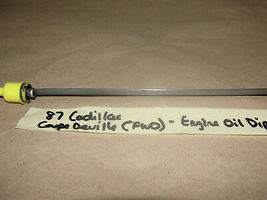 87 Cadillac
Coupe Deville (FWD) - Engine Oil Dip